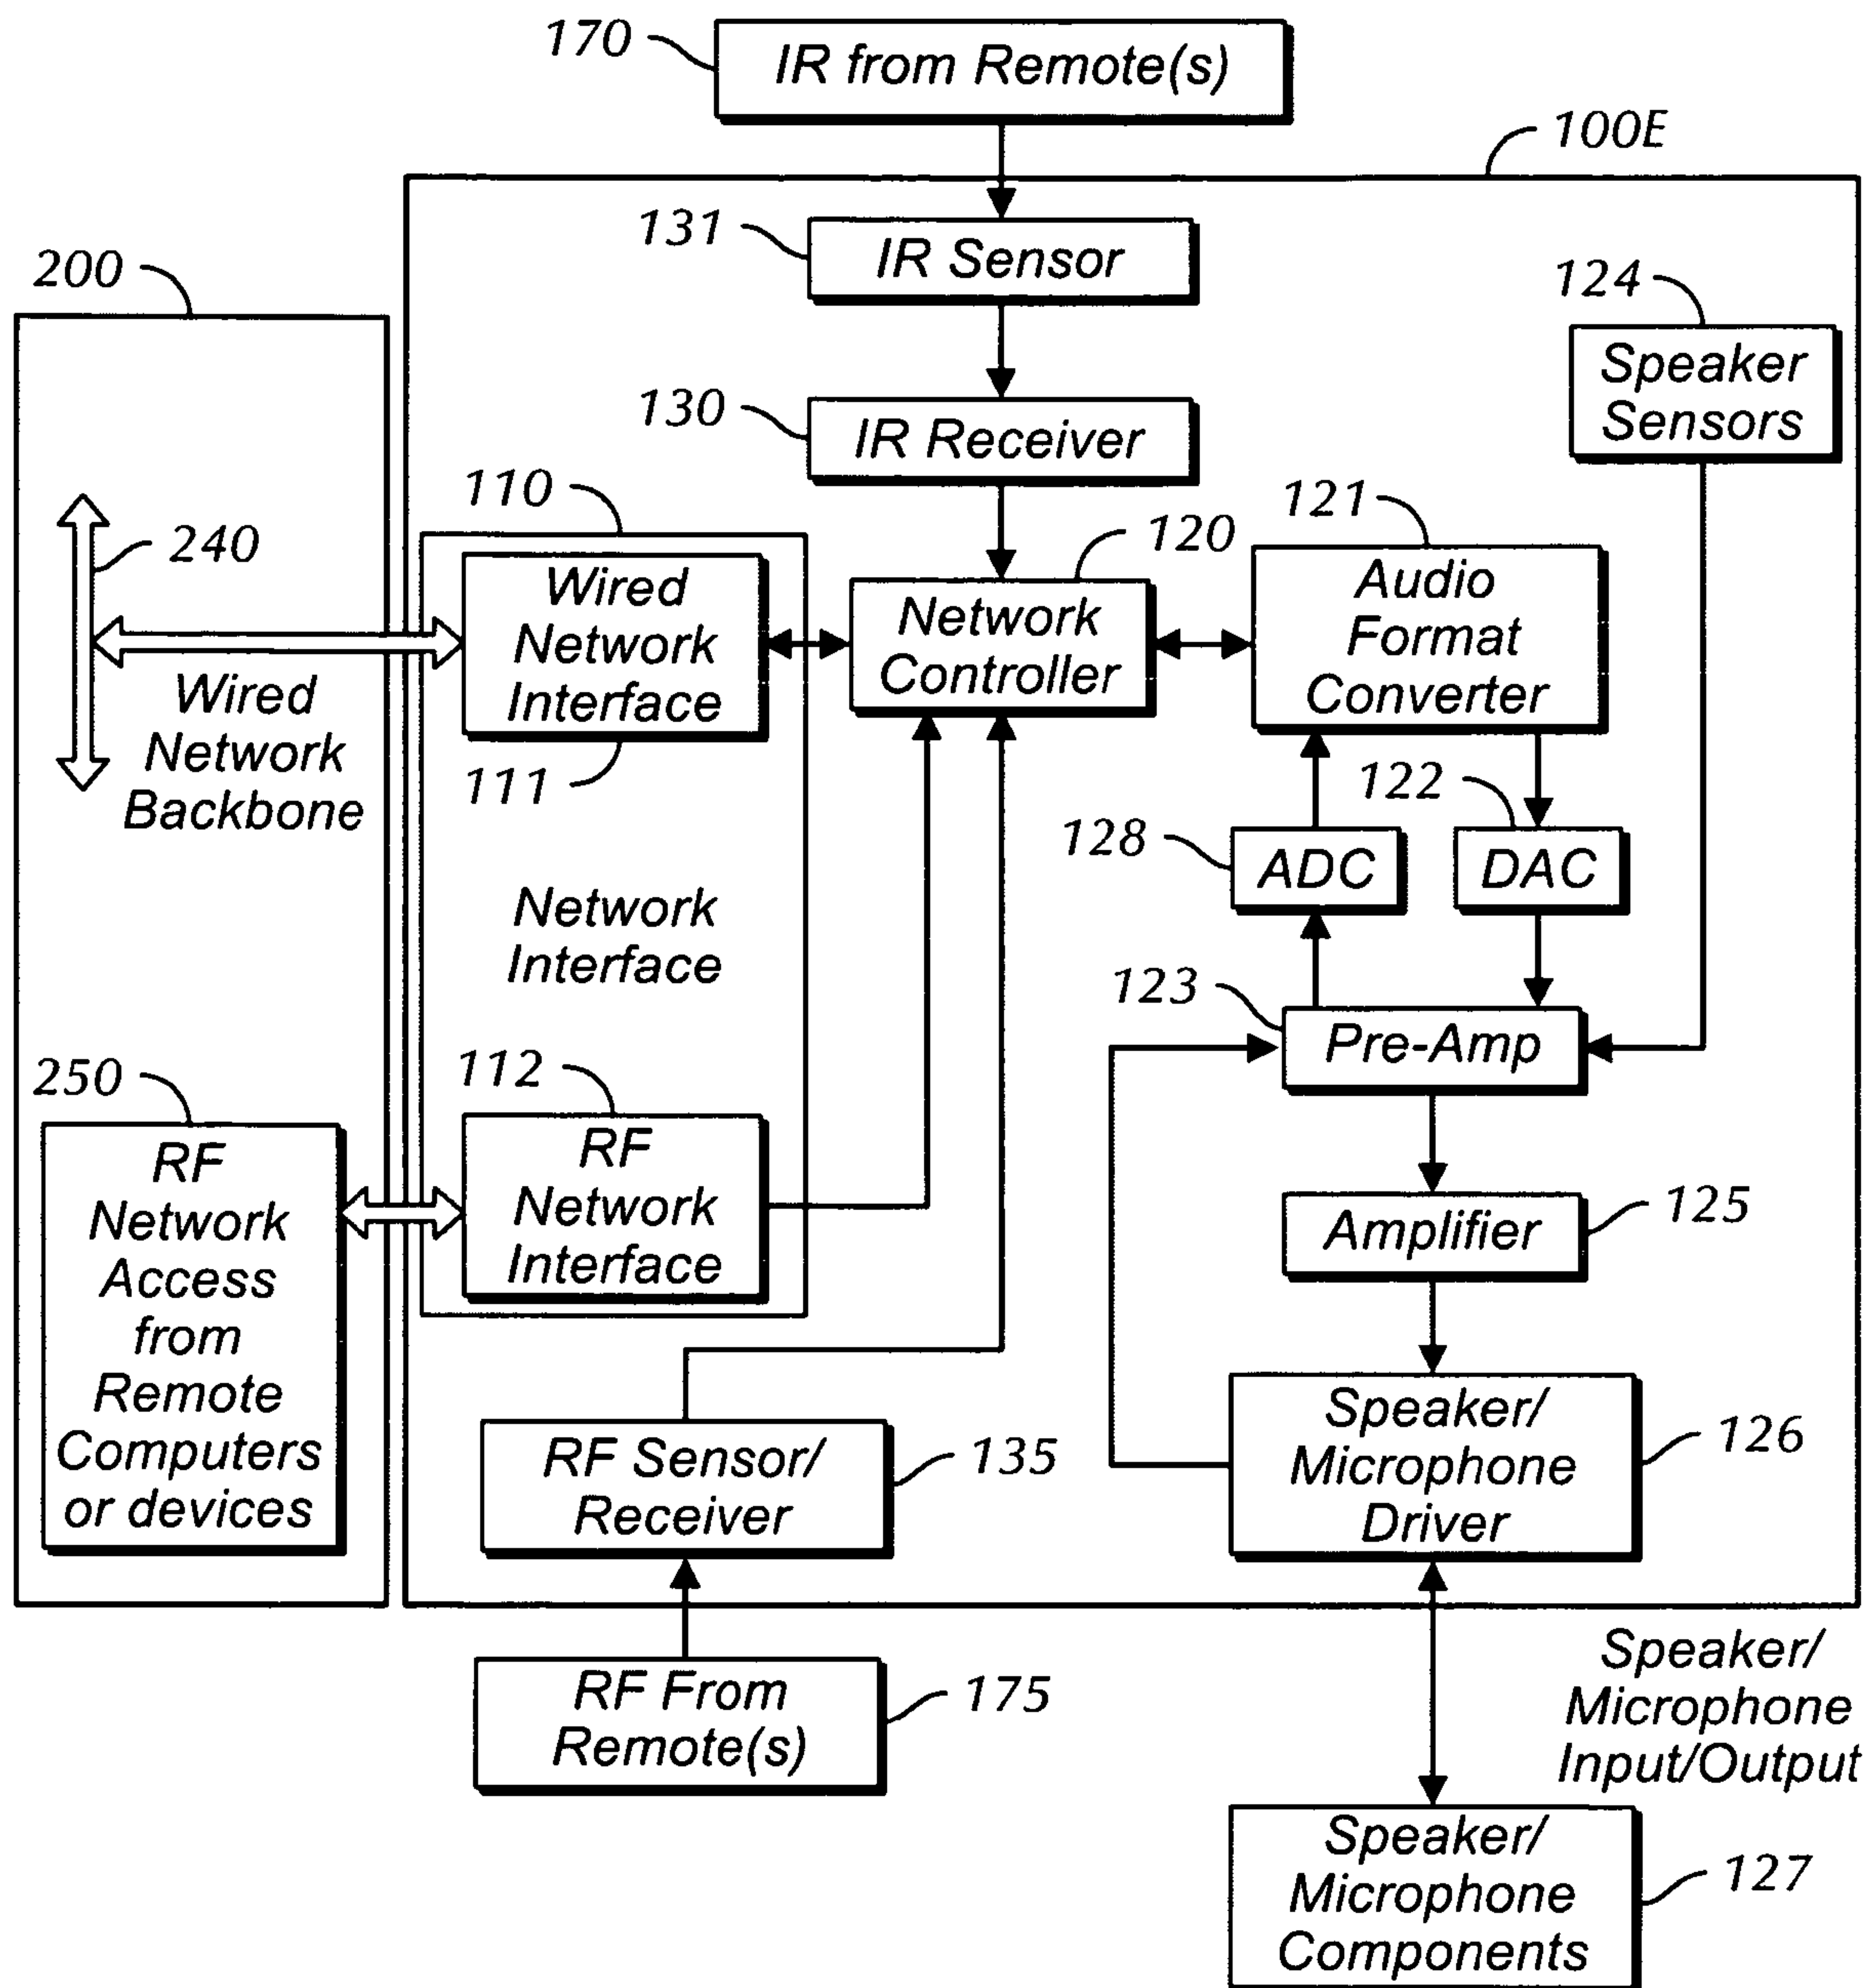 170
IR from Remote(s)
100E
131
IR Sensor
200
124
Speaker
Sensors
130
IR Receiver
110
121
240
120
Wired
Network
Interface
Network
Controller
Audio
Format
Converter
Wired
Network
Backbone
111
122
128
ADC
DAC
Network
Interface
123
Pre-Amp
250
112
RF
Network
Access
from
Remote
Computers
or devices
RF
Network
Interface
Amplifier
125
Speaker/
Microphone
Driver
126
RF Sensor/
Receiver
135
RF From
Remote(s)
175
Speaker/
Microphone
Input/Output
Speaker/
Microphone
Components
127